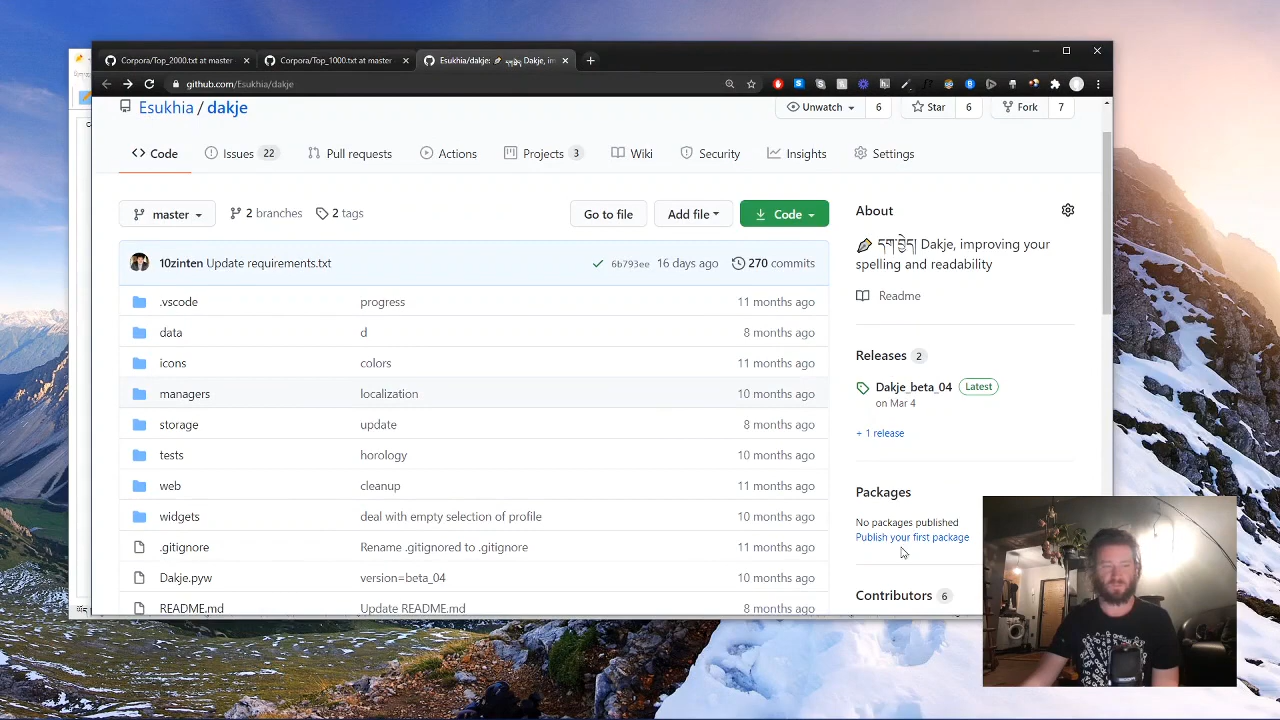 Corpora/Top_2000.txt at master
Corpora/Top_1000.txt at master
Esukhia/dakje:
github.com/Esukhia/dakje
Esukhia / dakje
Unwatch 6
Star 6
Fork 7
Code
Issues 22
Pull requests
Actions
Projects 3
Wiki
Security
Insights
Settings
master
2 branches
2 tags
Go to file
Add file
Code
10zinten Update requirements.txt
6b793ee 16 days ago 270 commits
.vscode progress 11 months ago
data d 8 months ago
icons colors 11 months ago
managers localization 10 months ago
storage update 8 months ago
tests horology 10 months ago
web cleanup 11 months ago
widgets deal with empty selection of profile 10 months ago
.gitignore Rename .gitignored to .gitignore 11 months ago
Dakje.pyw version=beta_04 10 months ago
README.md Update README.md 8 months ago
About
དག་བྱེད། Dakje, improving your
spelling and readability
Readme
Releases 2
Dakje_beta_04 Latest
on Mar 4
+ 1 release
Packages
No packages published
Publish your first package
Contributors 6